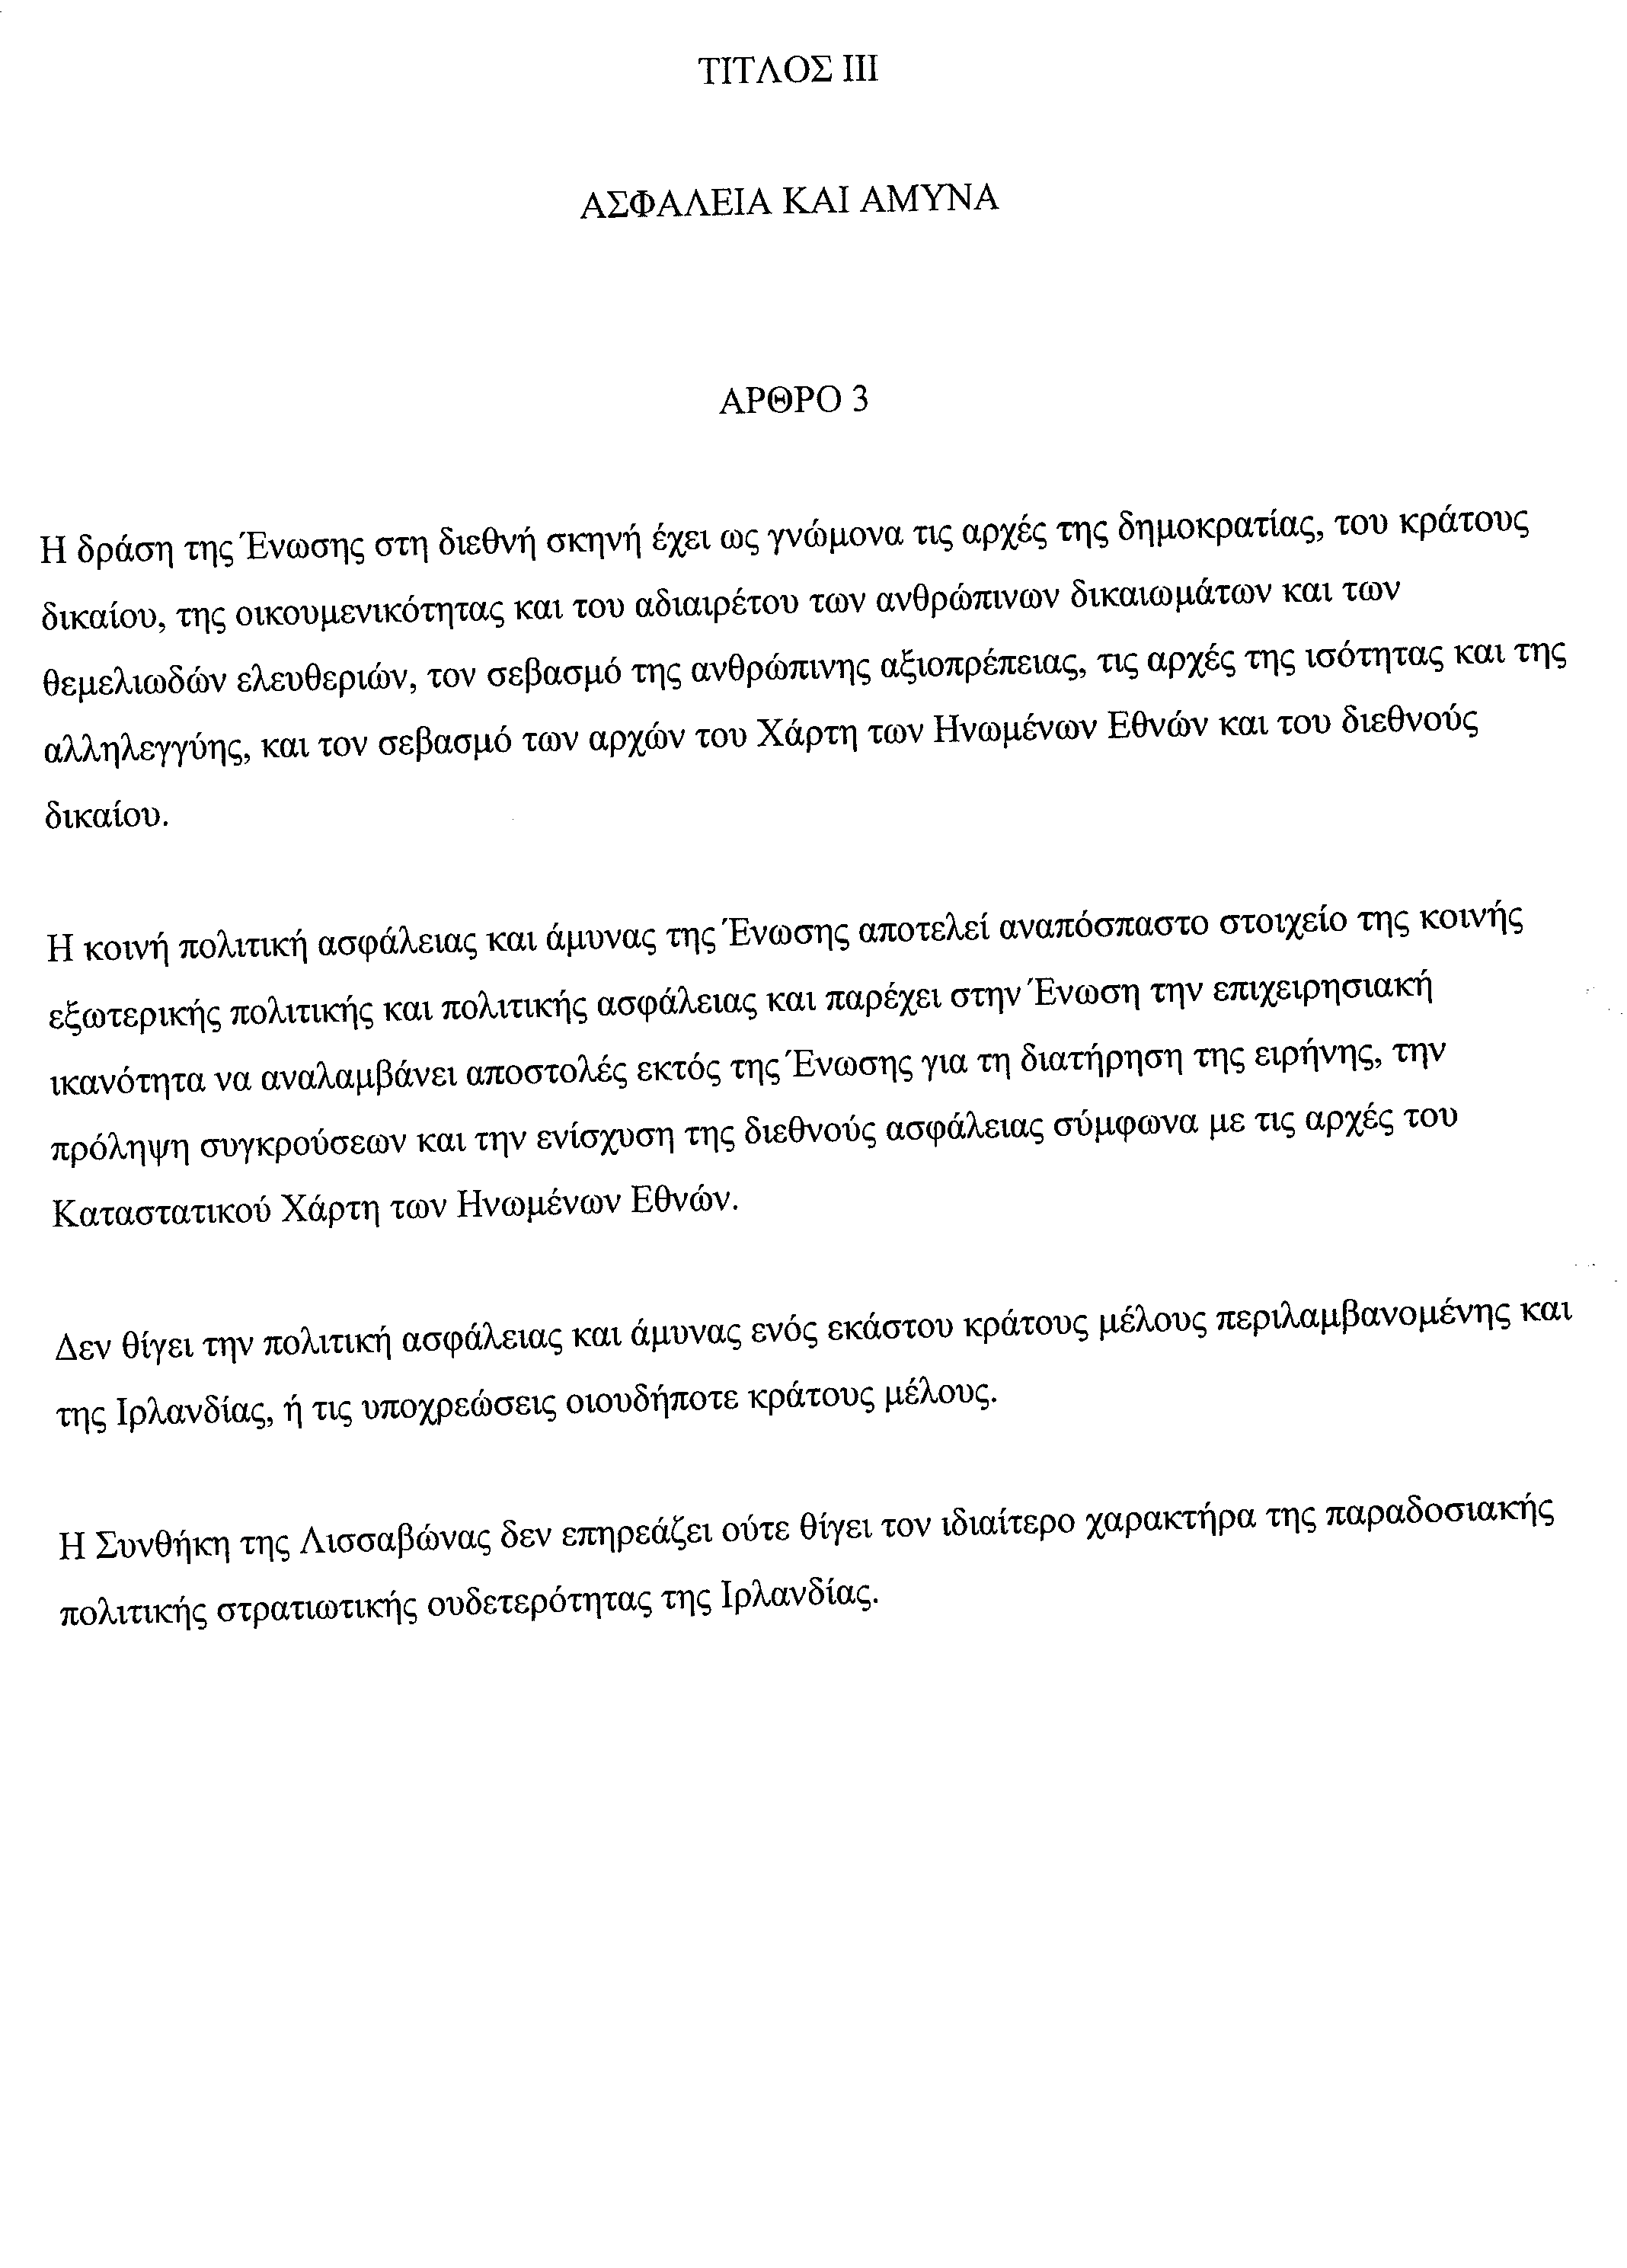 ΤΙΤΛΟΣ III
ΑΣΦΑΛΕΙΑ ΚΑΙ ΑΜΥΝΑ
ΑΡΘΡΟ 3
Η δράση της Ένωσης στη διεθνή σκηνή έχει ως γνώμονα τις αρχές της δημοκρατίας, του κράτους
δικαίου, της οικουμενικότητας και του αδιαιρέτου των ανθρώπινων δικαιωμάτων και των
θεμελιωδών ελευθεριών, τον σεβασμό της ανθρώπινης αξιοπρέπειας, τις αρχές της ισότητας και της
αλληλεγγύης, και τον σεβασμό των αρχών του Χάρτη των Ηνωμένων Εθνών και του διεθνούς
δικαίου.
Η κοινή πολιτική ασφάλειας και άμυνας της Ένωσης αποτελεί αναπόσπαστο στοιχείο της κοινής
εξωτερικής πολιτικής και πολιτικής ασφάλειας και παρέχει στην Ένωση την επιχειρησιακή
ικανότητα να αναλαμβάνει αποστολές εκτός της Ένωσης για τη διατήρηση της ειρήνης, την
πρόληψη συγκρούσεων και την ενίσχυση της διεθνούς ασφάλειας σύμφωνα με τις αρχές του
Καταστατικού Χάρτη των Ηνωμένων Εθνών.
Δεν θίγει την πολιτική ασφάλειας και άμυνας ενός εκάστου κράτους μέλους περιλαμβανομένης και
της Ιρλανδίας, ή τις υποχρεώσεις οιουδήποτε κράτους μέλους.
Η Συνθήκη της Λισσαβώνας δεν επηρεάζει ούτε θίγει τον ιδιαίτερο χαρακτήρα της παραδοσιακής
πολιτικής στρατιωτικής ουδετερότητας της Ιρλανδίας.